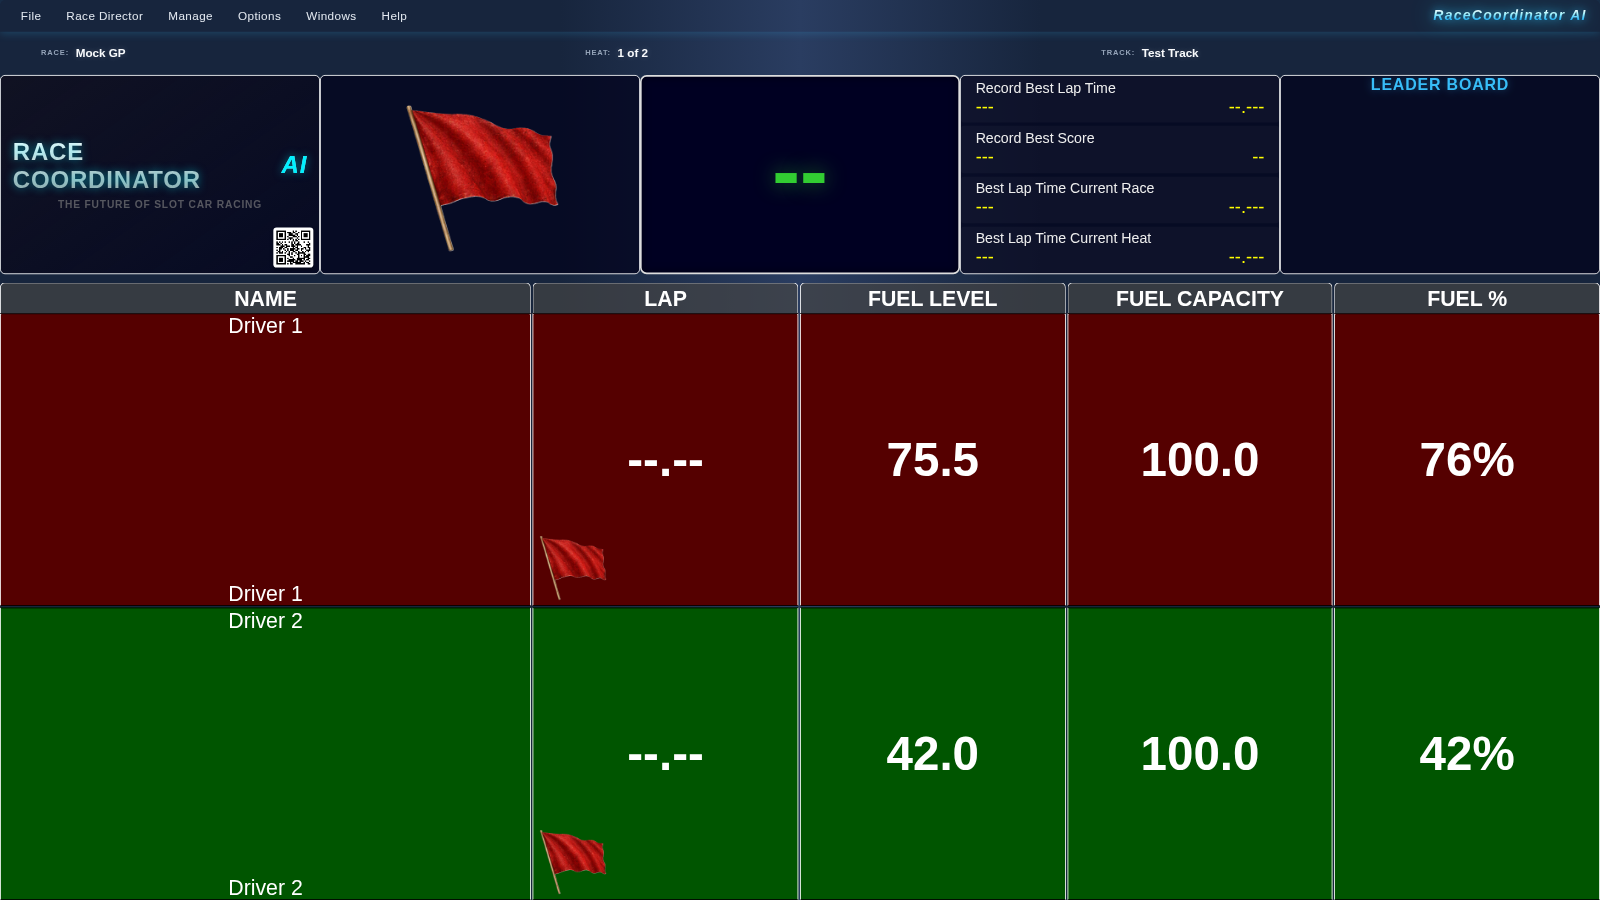 File Race Director Manage Options Windows Help RaceCoordinator AI
RACE: Mock GP HEAT: 1 of 2 TRACK: Test Track
RACE
COORDINATOR AI
THE FUTURE OF SLOT CAR RACING
--
Record Best Lap Time
--- --.---
Record Best Score
--- --
Best Lap Time Current Race
--- --.---
Best Lap Time Current Heat
--- --.---
LEADER BOARD
NAME LAP FUEL LEVEL FUEL CAPACITY FUEL %
Driver 1
--.-- 75.5 100.0 76%
Driver 1
Driver 2
--.-- 42.0 100.0 42%
Driver 2